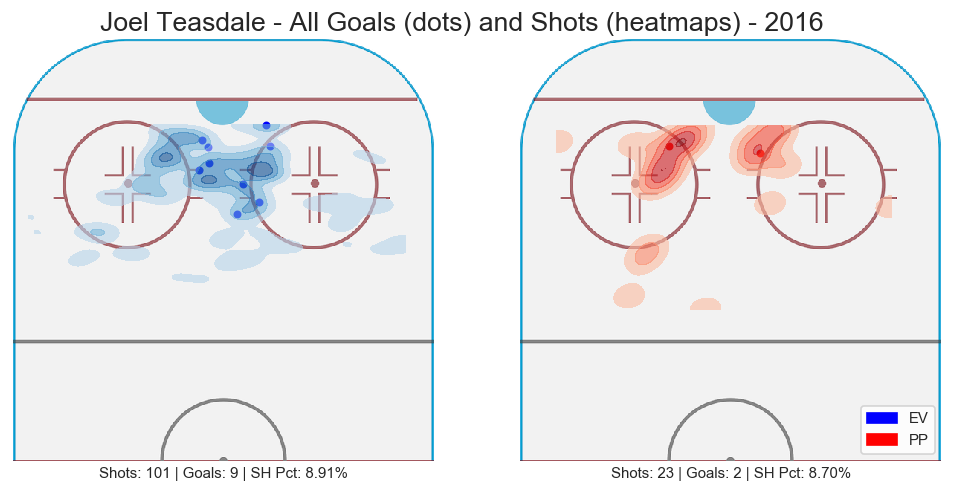 Joel Teasdale - All Goals (dots) and Shots (heatmaps) - 2016
EV
PP
Shots: 101 | Goals: 9 | SH Pct: 8.91%
Shots: 23 | Goals: 2 | SH Pct: 8.70%